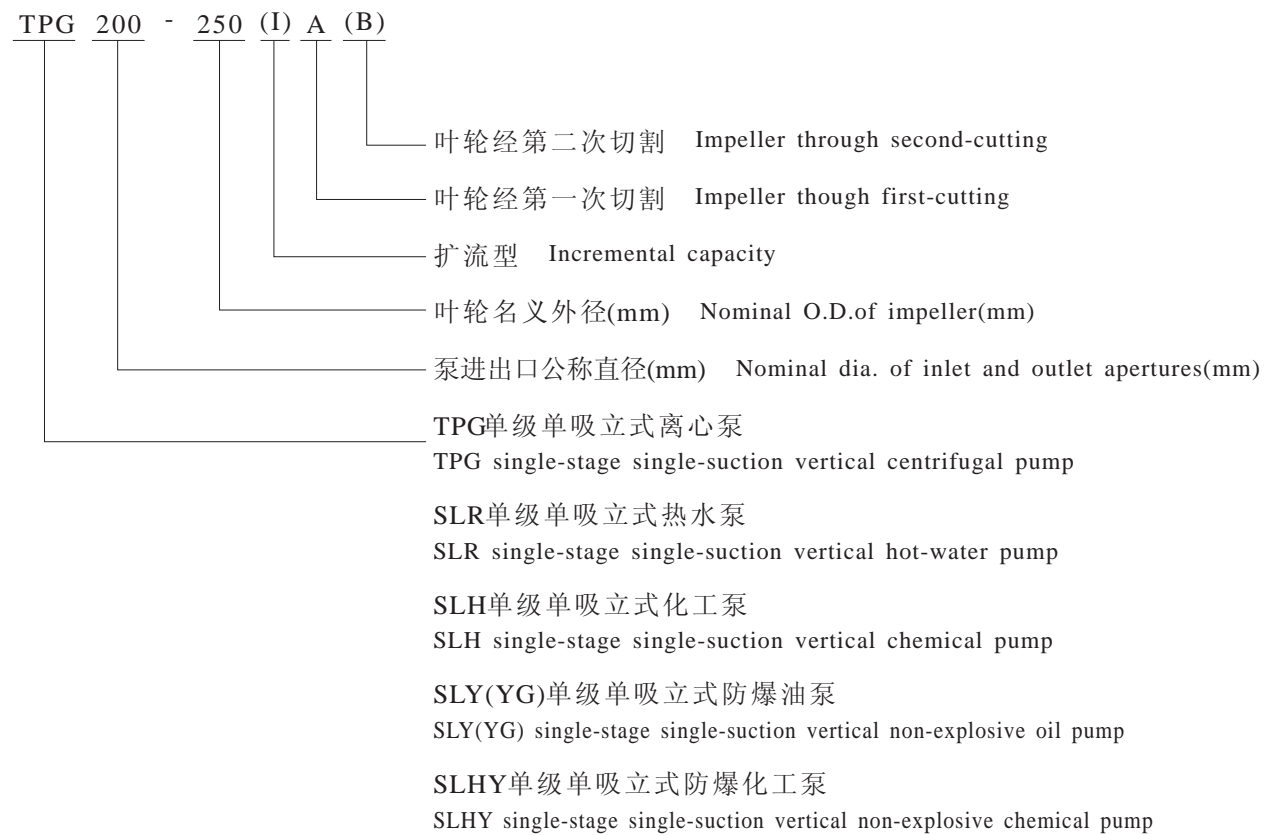 TPG 200 - 250 (I) A (B)
叶轮经第二次切割 Impeller through second-cutting
叶轮经第一次切割 Impeller though first-cutting
扩流型 Incremental capacity
叶轮名义外径(mm) Nominal O.D.of impeller(mm)
泵进出口公称直径(mm) Nominal dia. of inlet and outlet apertures(mm)
TPG单级单吸立式离心泵
TPG single-stage single-suction vertical centrifugal pump
SLR单级单吸立式热水泵
SLR single-stage single-suction vertical hot-water pump
SLH单级单吸立式化工泵
SLH single-stage single-suction vertical chemical pump
SLY(YG)单级单吸立式防爆油泵
SLY(YG) single-stage single-suction vertical non-explosive oil pump
SLHY单级单吸立式防爆化工泵
SLHY single-stage single-suction vertical non-explosive chemical pump